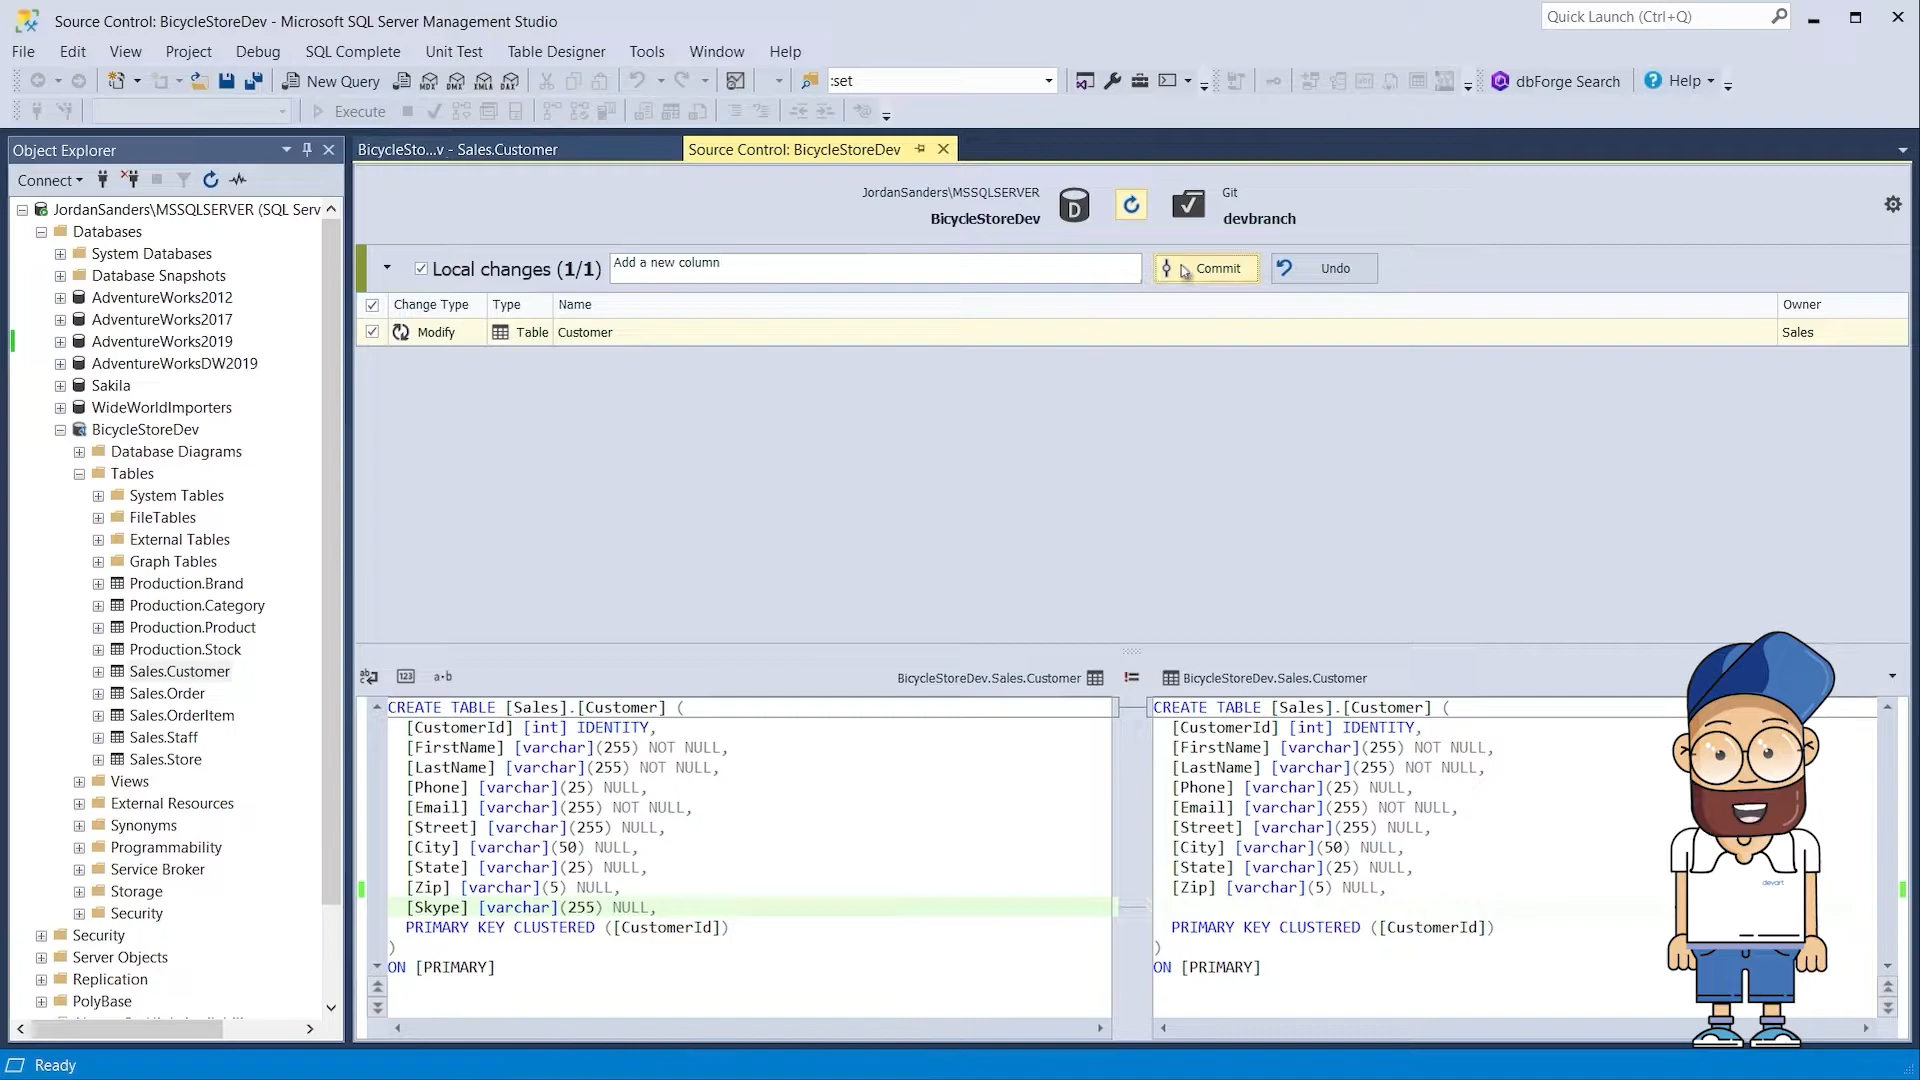 Source Control: BicycleStoreDev - Microsoft SQL Server Management Studio
Quick Launch (Ctrl+Q)
File Edit View Project Debug SQL Complete Unit Test Table Designer Tools Window Help
New Query MDX DMX XMLA DAX :set dbForge Search Help
Execute
Object Explorer
BicycleSto...v - Sales.Customer
Source Control: BicycleStoreDev
Connect
JordanSanders\MSSQLSERVER (SQL Serv
Databases
System Databases
Database Snapshots
AdventureWorks2012
AdventureWorks2017
AdventureWorks2019
AdventureWorksDW2019
Sakila
WideWorldImporters
BicycleStoreDev
Database Diagrams
Tables
System Tables
FileTables
External Tables
Graph Tables
Production.Brand
Production.Category
Production.Product
Production.Stock
Sales.Customer
Sales.Order
Sales.OrderItem
Sales.Staff
Sales.Store
Views
External Resources
Synonyms
Programmability
Service Broker
Storage
Security
Security
Server Objects
Replication
PolyBase
JordanSanders\MSSQLSERVER
BicycleStoreDev
D
Git
devbranch
Local changes (1/1) Add a new column Commit Undo
Change Type Type Name Owner
Modify Table Customer Sales
123 a·b BicycleStoreDev.Sales.Customer
BicycleStoreDev.Sales.Customer
CREATE TABLE [Sales].[Customer] (
[CustomerId] [int] IDENTITY,
[FirstName] [varchar](255) NOT NULL,
[LastName] [varchar](255) NOT NULL,
[Phone] [varchar](25) NULL,
[Email] [varchar](255) NOT NULL,
[Street] [varchar](255) NULL,
[City] [varchar](50) NULL,
[State] [varchar](25) NULL,
[Zip] [varchar](5) NULL,
[Skype] [varchar](255) NULL,
PRIMARY KEY CLUSTERED ([CustomerId])
)
ON [PRIMARY]
CREATE TABLE [Sales].[Customer] (
[CustomerId] [int] IDENTITY,
[FirstName] [varchar](255) NOT NULL,
[LastName] [varchar](255) NOT NULL,
[Phone] [varchar](25) NULL,
[Email] [varchar](255) NOT NULL,
[Street] [varchar](255) NULL,
[City] [varchar](50) NULL,
[State] [varchar](25) NULL,
[Zip] [varchar](5) NULL,
PRIMARY KEY CLUSTERED ([CustomerId])
)
ON [PRIMARY]
devart
Ready